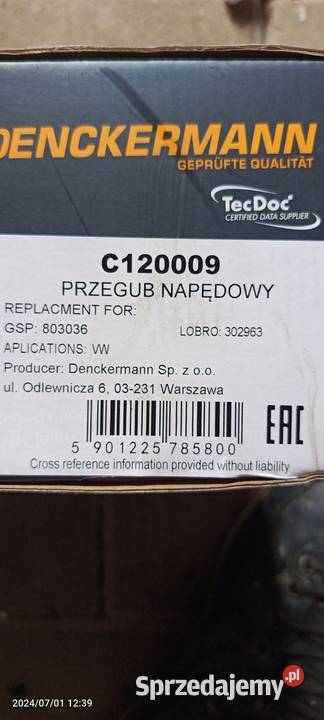 DENCKERMANN
GEPRÜFTE QUALITÄT
TecDoc
CERTIFIED DATA SUPPLIER
C120009
PRZEGUB NAPĘDOWY
REPLACMENT FOR:
GSP: 803036 LOBRO: 302963
APLICATIONS: VW
Producer: Denckermann Sp. z o.o.
ul. Odlewnicza 6, 03-231 Warszawa
5 901225 785800
EAC
Cross reference information provided without liability
2024/07/01 12:39
Sprzedajemy.pl